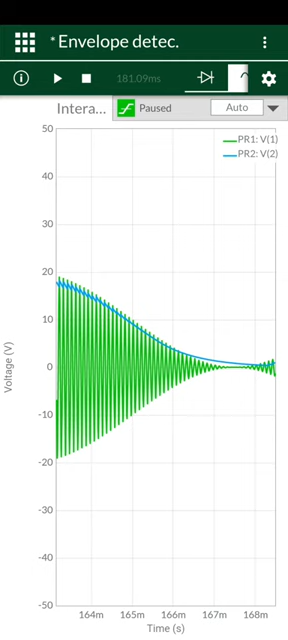 * Envelope detec.
181.09ms
Intera...
Paused
Auto
PR1: V(1)
PR2: V(2)
50
40
30
20
10
0
-10
-20
-30
-40
-50
Voltage (V)
164m 165m 166m 167m 168m
Time (s)